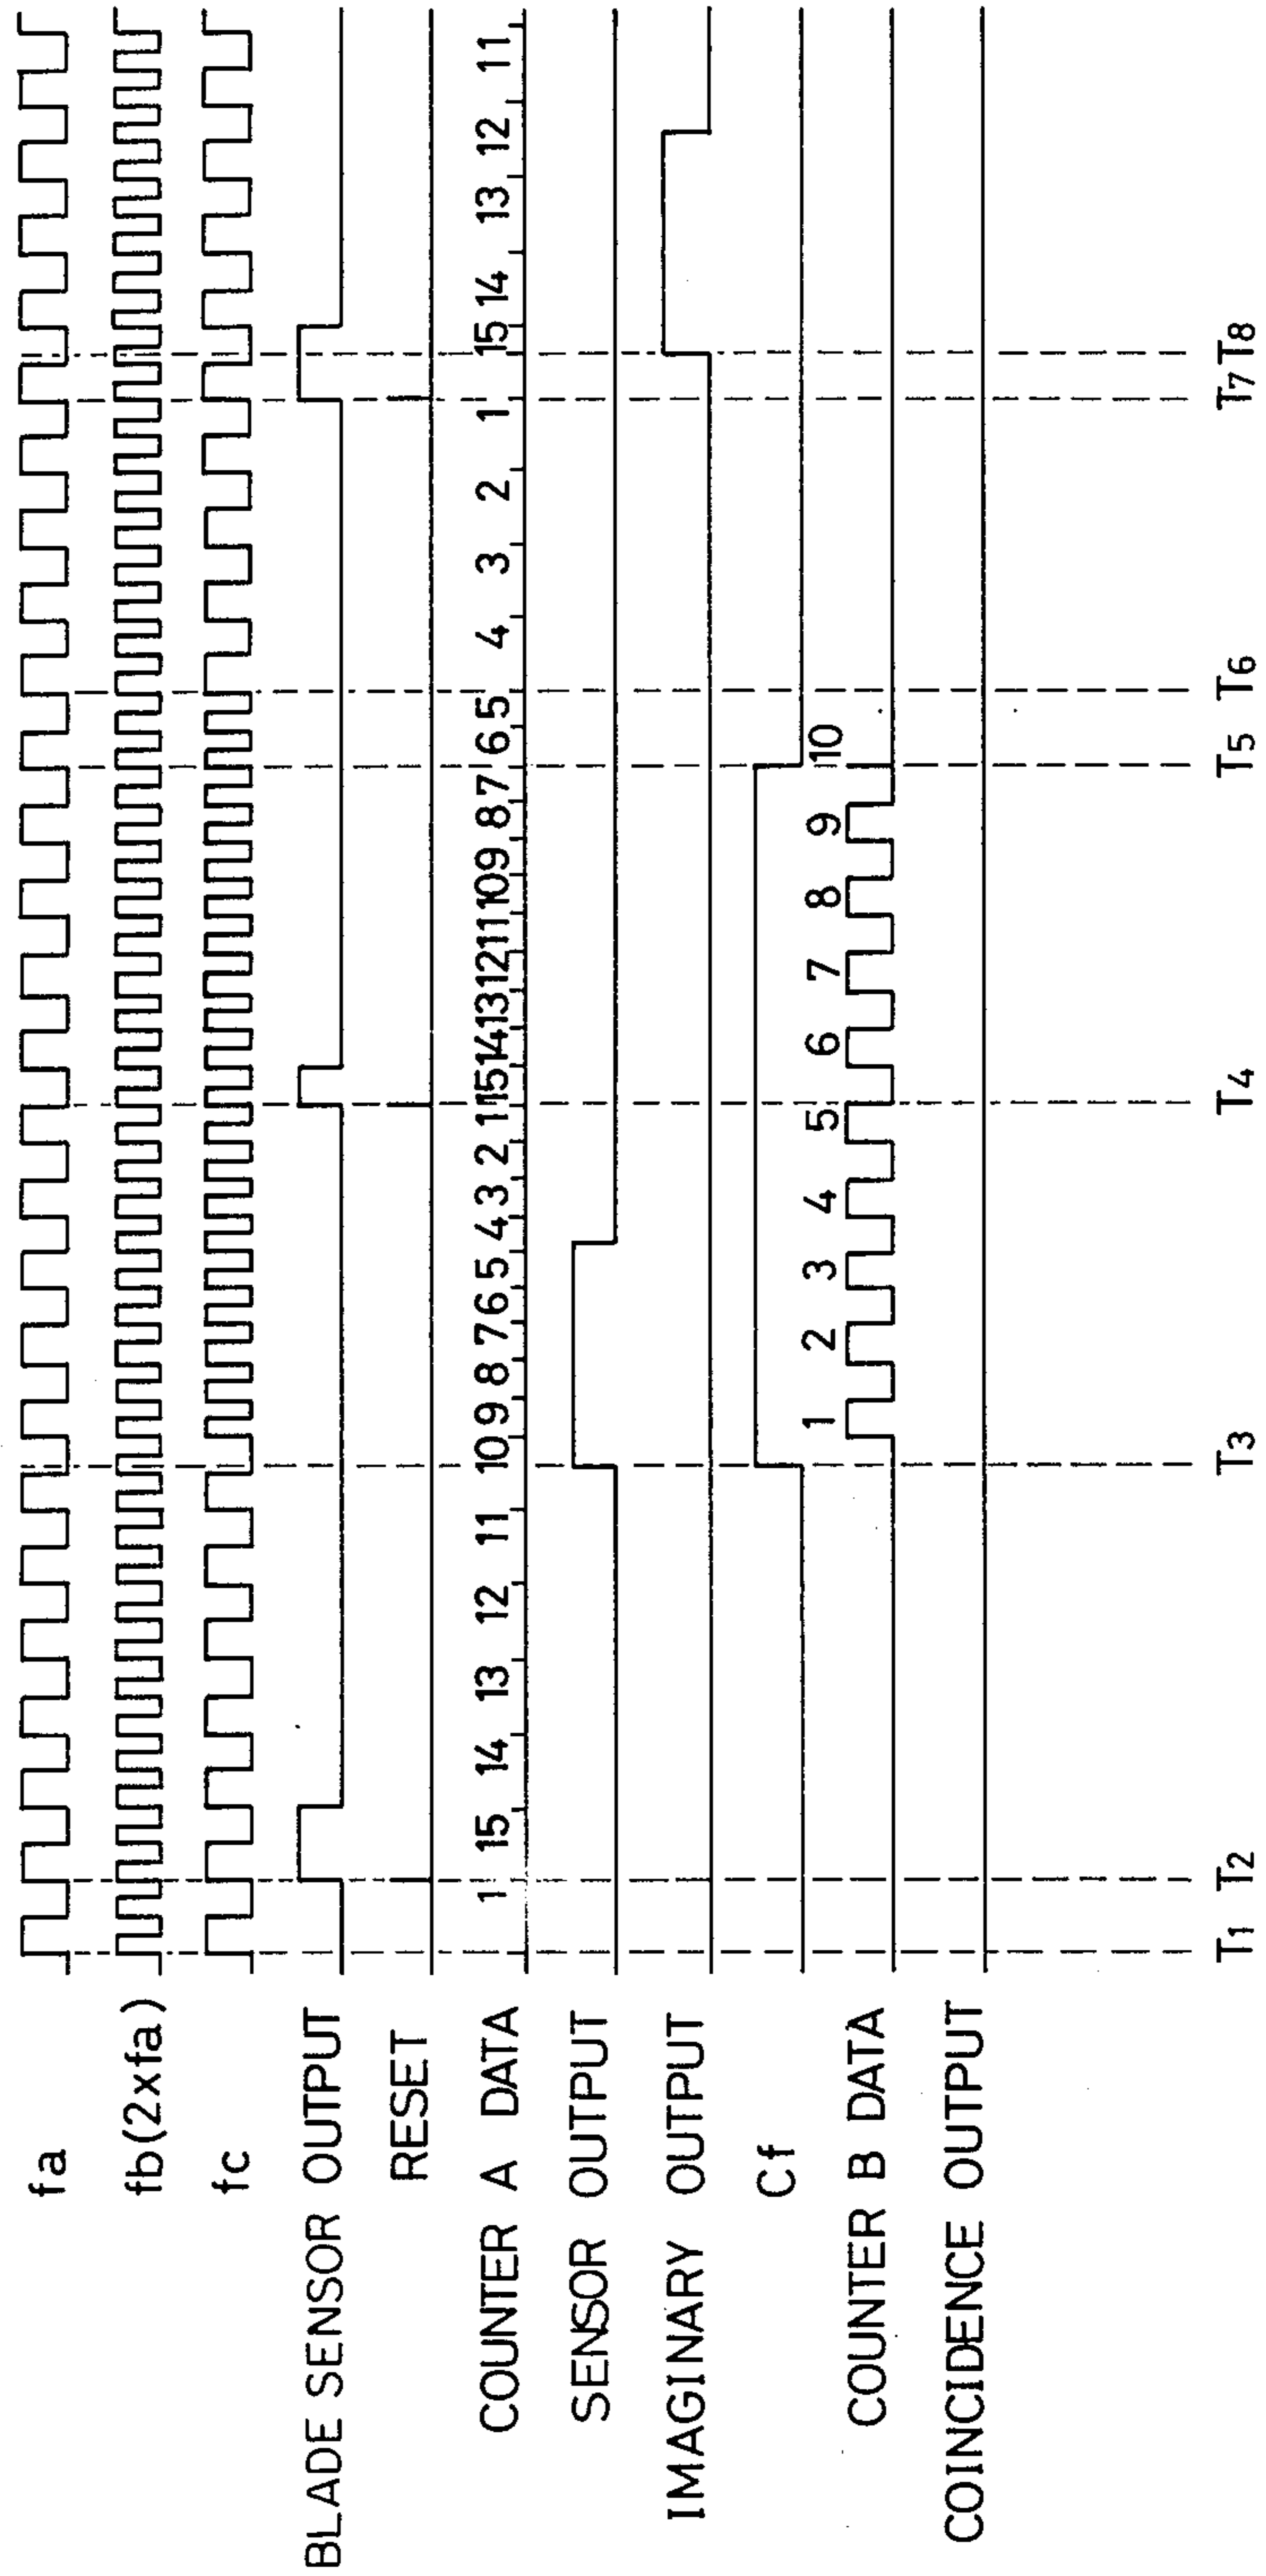 fa
fb(2xfa)
fc
BLADE SENSOR OUTPUT
RESET
COUNTER A DATA 1 15 14 13 12 11 10 9 8 7 6 5 4 3 2 1 15 14 13 12 11 10 9 8 7 6 5 4 3 2 1 15 14 13 12 11
SENSOR OUTPUT
IMAGINARY OUTPUT
Cf
COUNTER B DATA 1 2 3 4 5 6 7 8 9 10
COINCIDENCE OUTPUT
T1 T2 T3 T4 T5 T6 T7 T8